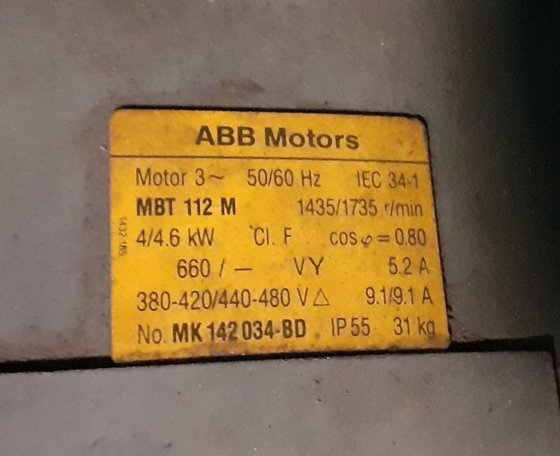 ABB Motors
Motor 3~ 50/60 Hz IEC 34-1
MBT 112 M 1435/1735 r/min
4/4.6 kW Cl. F cos φ = 0.80
660 / — V Y 5.2 A
380-420/440-480 V △ 9.1/9.1 A
No. MK 142 034-BD IP 55 31 kg
1432 185